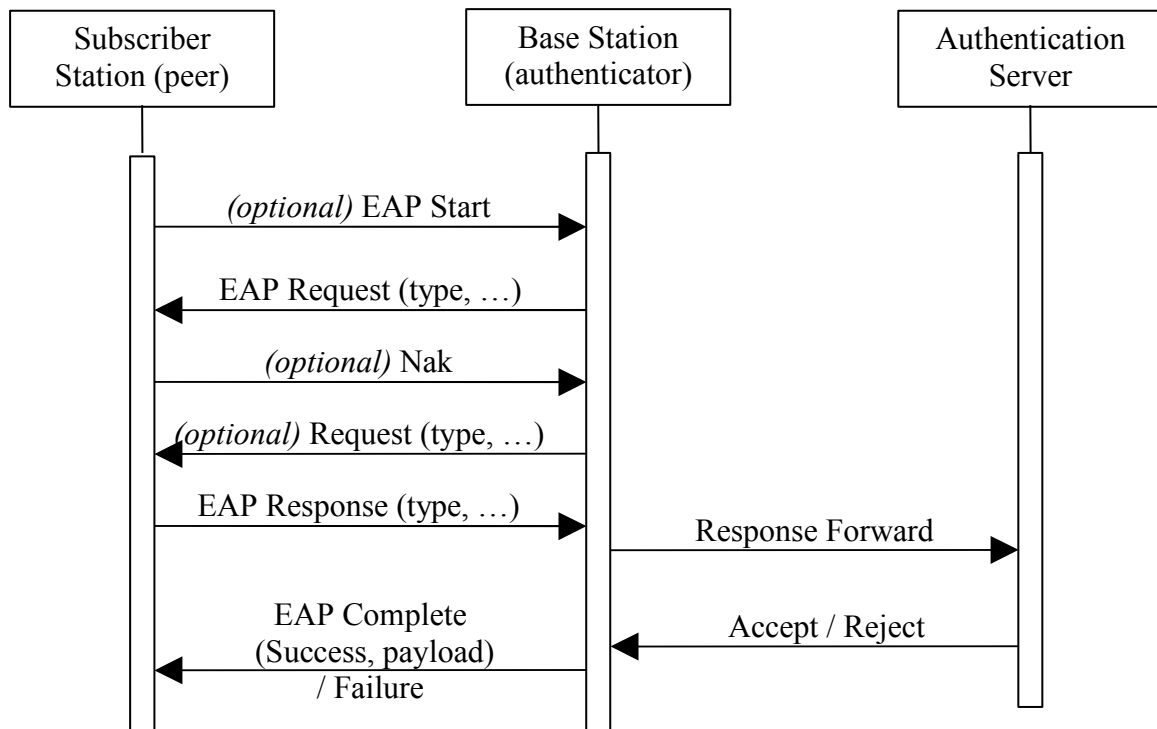 Subscriber
Station (peer)
Base Station
(authenticator)
Authentication
Server
(optional) EAP Start
EAP Request (type, …)
(optional) Nak
(optional) Request (type, …)
EAP Response (type, …)
Response Forward
Accept / Reject
EAP Complete
(Success, payload)
/ Failure